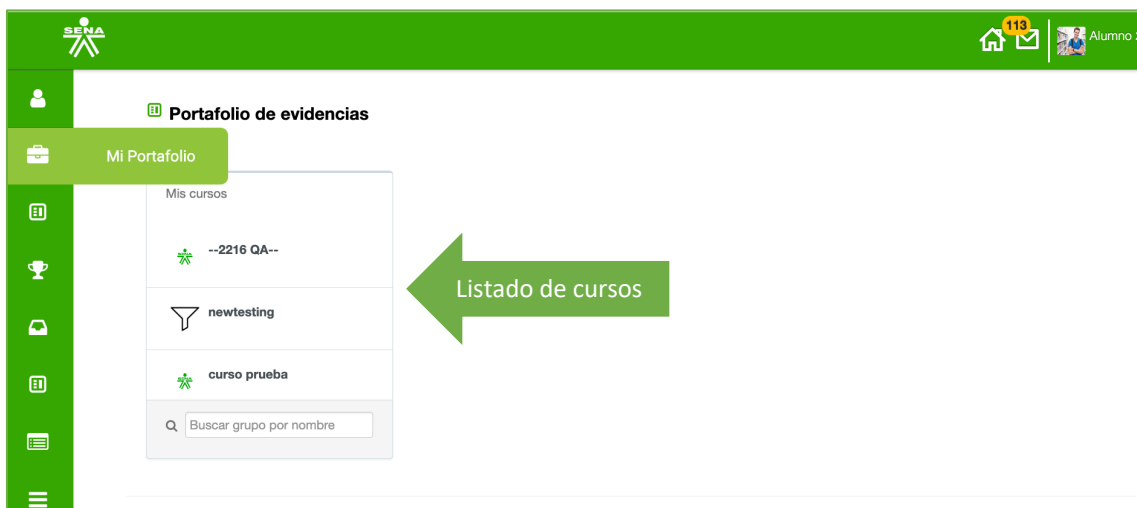 SENA
113
Alumno
Portafolio de evidencias
Mi Portafolio
Mis cursos
--2216 QA--
Listado de cursos
newtesting
curso prueba
Buscar grupo por nombre